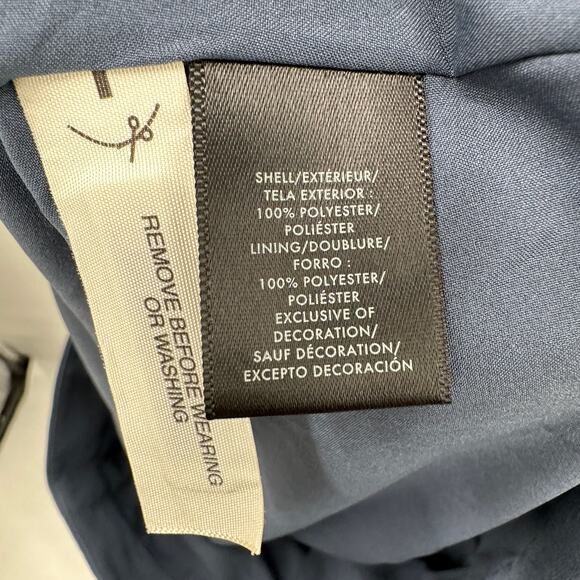 SHELL/EXTÉRIEUR/
TELA EXTERIOR :
100% POLYESTER/
POLIÉSTER
LINING/DOUBLURE/
FORRO :
100% POLYESTER/
POLIÉSTER
EXCLUSIVE OF
DECORATION/
SAUF DÉCORATION/
EXCEPTO DECORACIÓN
REMOVE BEFORE WEARING
OR WASHING